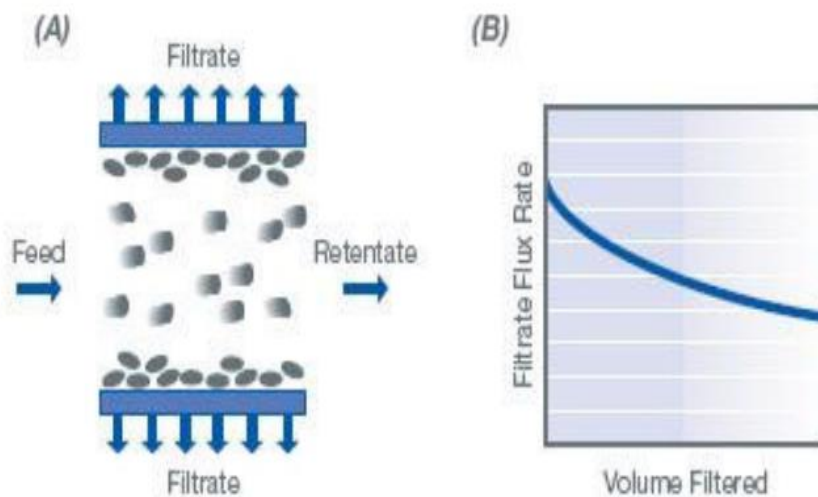 (A)
Filtrate
Feed
Retentate
Filtrate
(B)
Filtrate Flux Rate
Volume Filtered